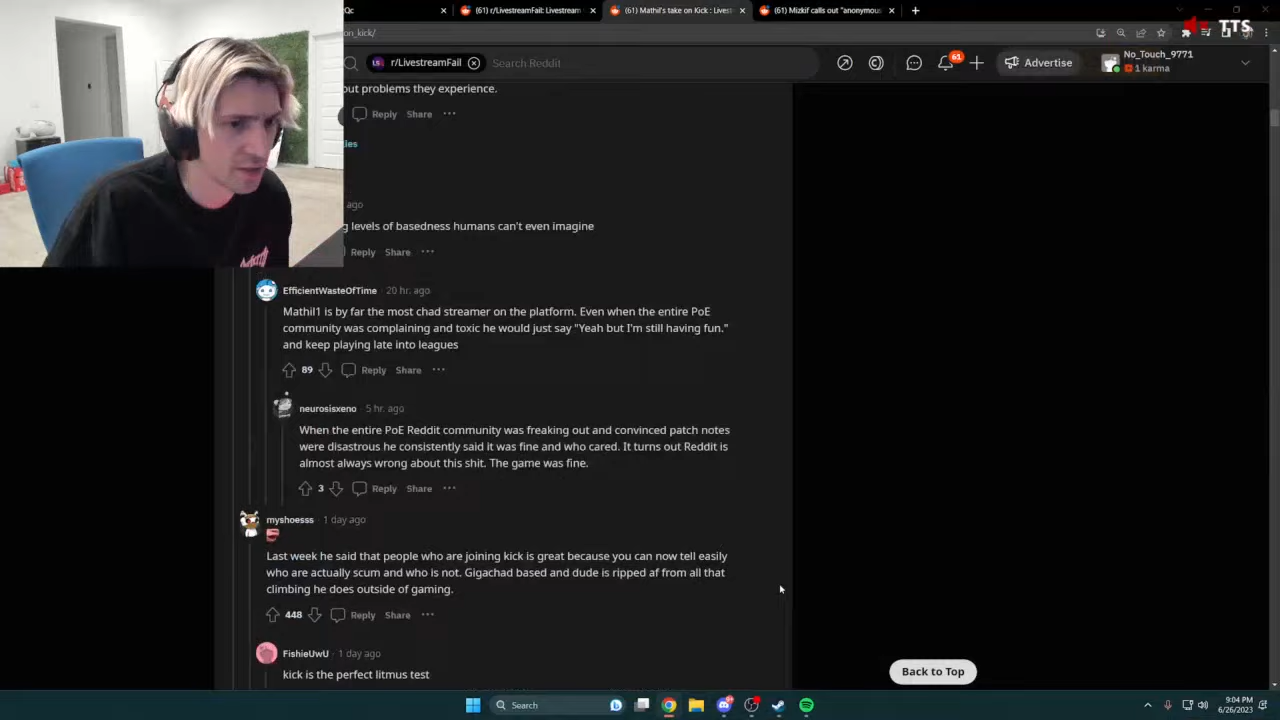 Qc
(61) r/LivestreamFail: Livestream
(61) Mathil's take on Kick : Lives
(61) Mizkif calls out "anonymous
on_kick/
TTS
r/LivestreamFail
Search Reddit
61
Advertise
No_Touch_9771
1 karma
out problems they experience.
Reply Share
les
ago
g levels of basedness humans can't even imagine
Reply Share
EfficientWasteOfTime · 20 hr. ago
Mathil1 is by far the most chad streamer on the platform. Even when the entire PoE
community was complaining and toxic he would just say "Yeah but I'm still having fun."
and keep playing late into leagues
89 Reply Share
neurosisxeno · 5 hr. ago
When the entire PoE Reddit community was freaking out and convinced patch notes
were disastrous he consistently said it was fine and who cared. It turns out Reddit is
almost always wrong about this shit. The game was fine.
3 Reply Share
myshoesss · 1 day ago
Last week he said that people who are joining kick is great because you can now tell easily
who are actually scum and who is not. Gigachad based and dude is ripped af from all that
climbing he does outside of gaming.
448 Reply Share
FishieUwU · 1 day ago
kick is the perfect litmus test
Back to Top
Search
9:04 PM
6/26/2023